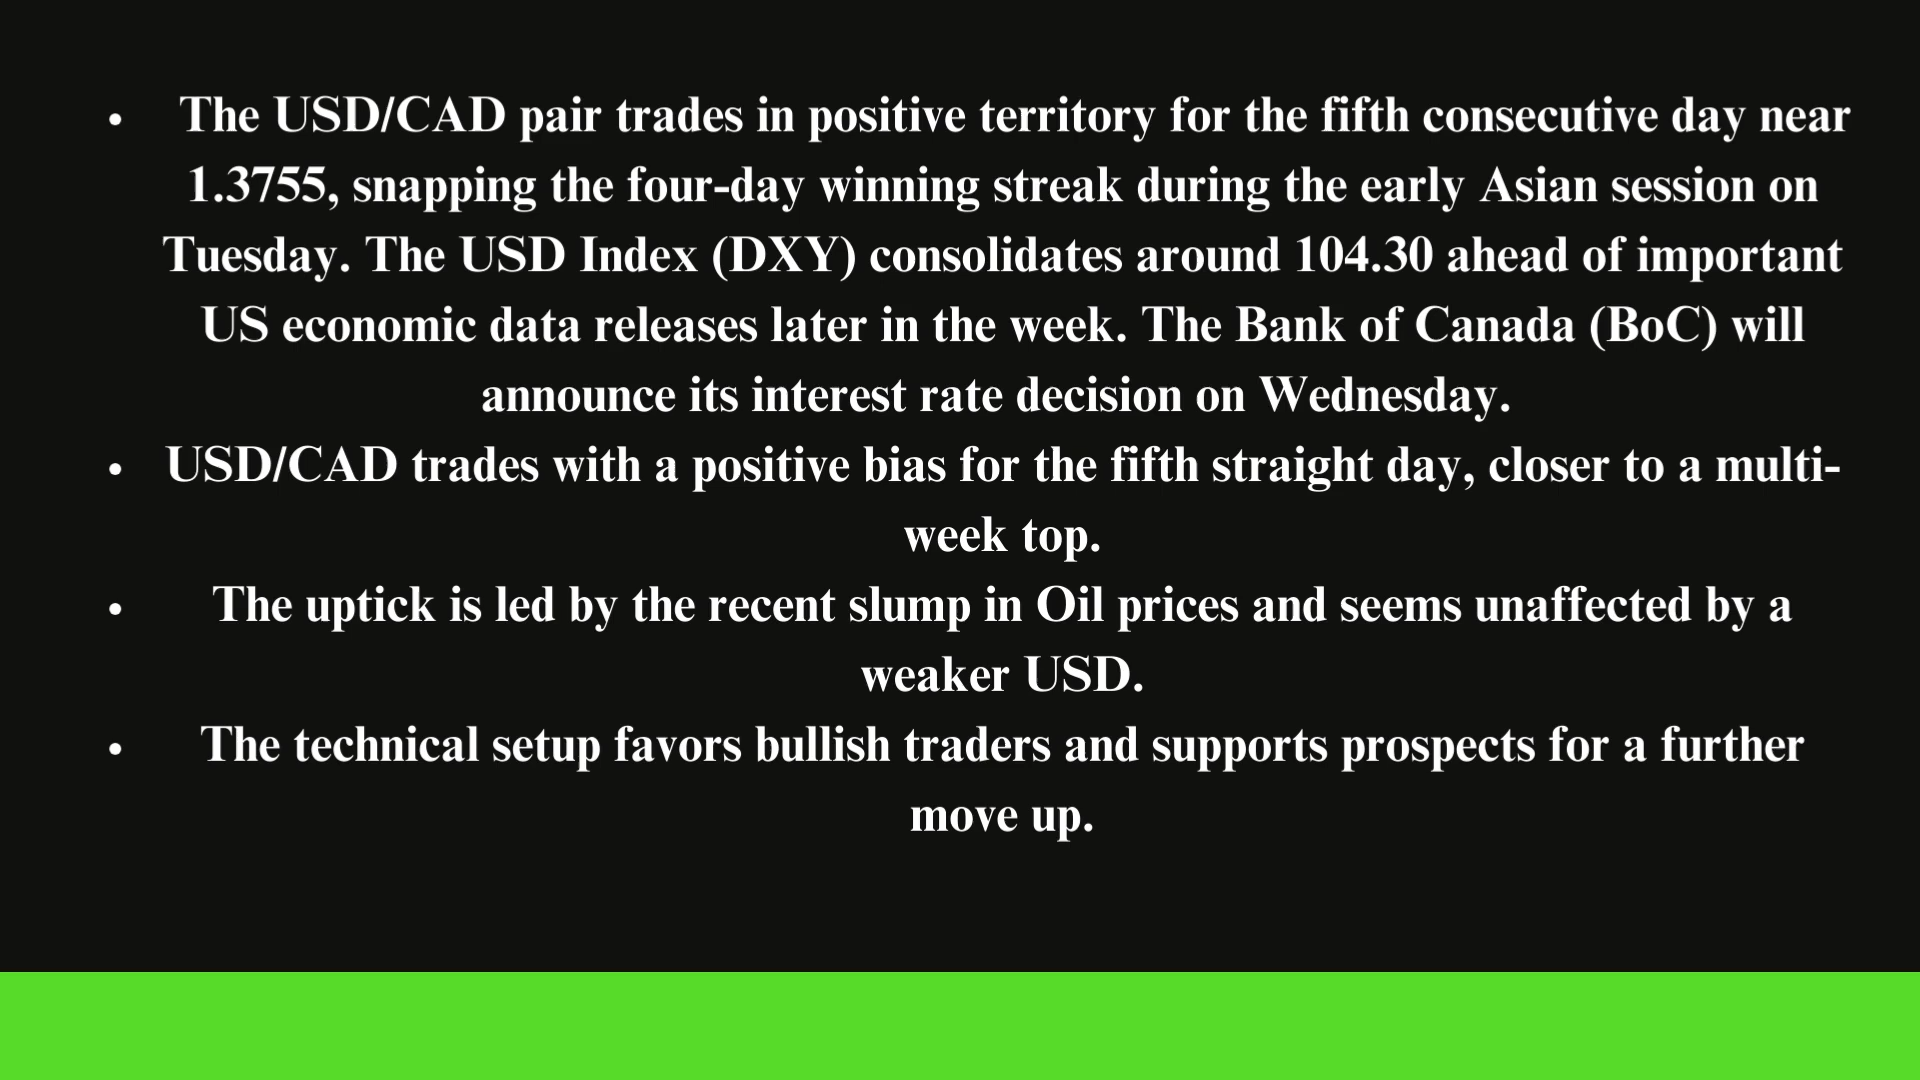 • The USD/CAD pair trades in positive territory for the fifth consecutive day near
1.3755, snapping the four-day winning streak during the early Asian session on
Tuesday. The USD Index (DXY) consolidates around 104.30 ahead of important
US economic data releases later in the week. The Bank of Canada (BoC) will
announce its interest rate decision on Wednesday.
• USD/CAD trades with a positive bias for the fifth straight day, closer to a multi-
week top.
• The uptick is led by the recent slump in Oil prices and seems unaffected by a
weaker USD.
• The technical setup favors bullish traders and supports prospects for a further
move up.